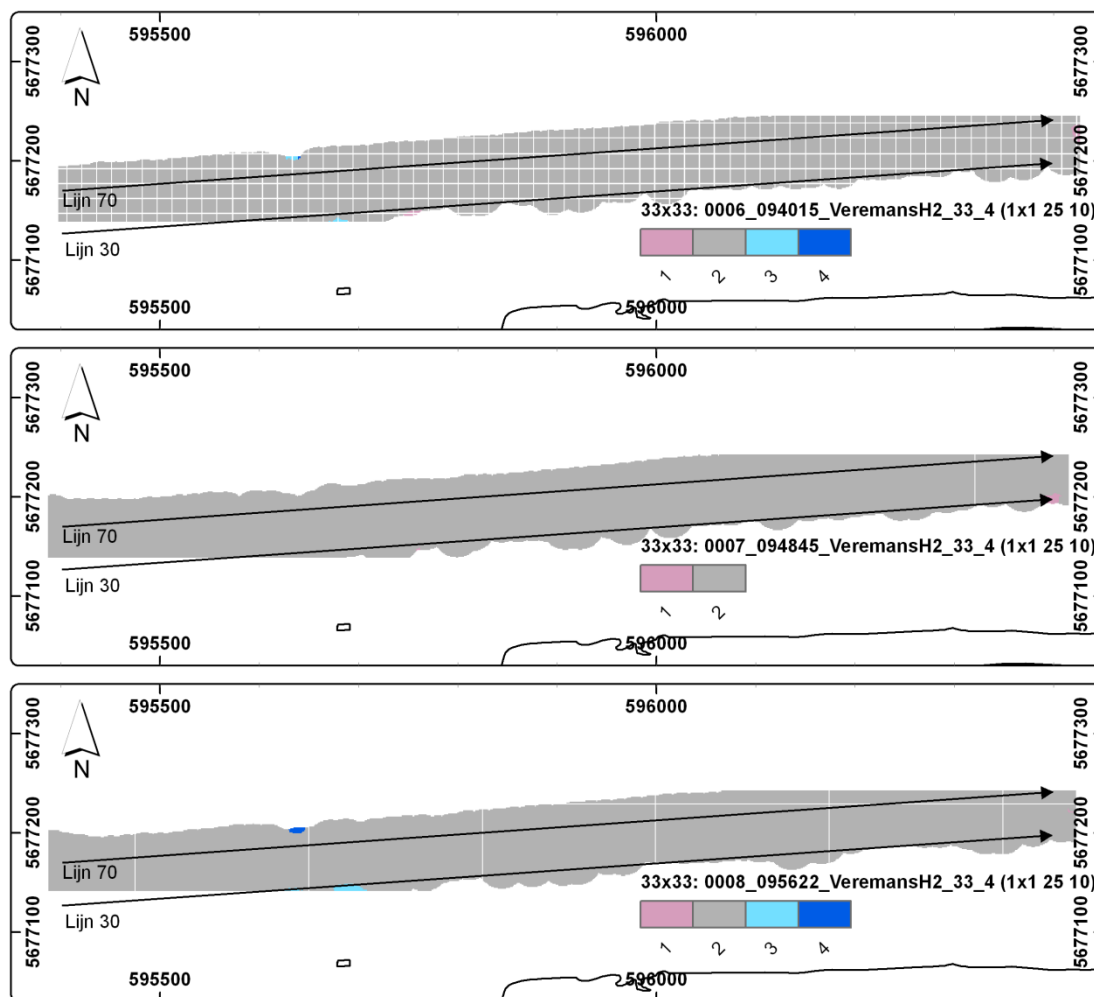 595500 596000
5677300 5677300
N
5677200 5677200
Lijn 70
33x33: 0006_094015_VeremansH2_33_4 (1x1 25 10)
Lijn 30
5677100 5677100
1 2 3 4
595500 596000
595500 596000
5677300 5677300
N
5677200 5677200
Lijn 70
33x33: 0007_094845_VeremansH2_33_4 (1x1 25 10)
Lijn 30
5677100 5677100
1 2
595500 596000
595500 596000
5677300 5677300
N
5677200 5677200
Lijn 70
33x33: 0008_095622_VeremansH2_33_4 (1x1 25 10)
Lijn 30
5677100 5677100
1 2 3 4
595500 596000